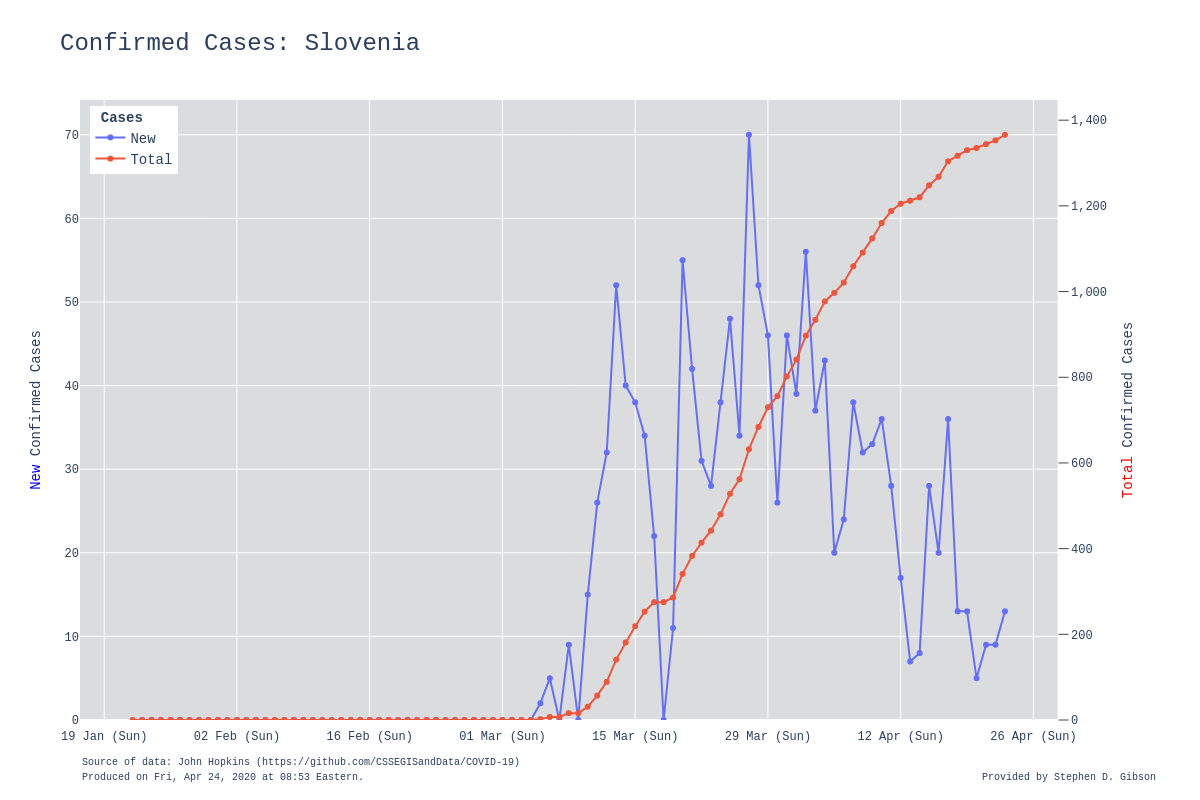 Confirmed Cases: Slovenia
Cases
New
Total
70
60
50
40
30
20
10
0
New Confirmed Cases
1,400
1,200
1,000
800
600
400
200
0
Total Confirmed Cases
19 Jan (Sun)
02 Feb (Sun)
16 Feb (Sun)
01 Mar (Sun)
15 Mar (Sun)
29 Mar (Sun)
12 Apr (Sun)
26 Apr (Sun)
Source of data: John Hopkins (https://github.com/CSSEGISandData/COVID-19)
Produced on Fri, Apr 24, 2020 at 08:53 Eastern.
Provided by Stephen D. Gibson